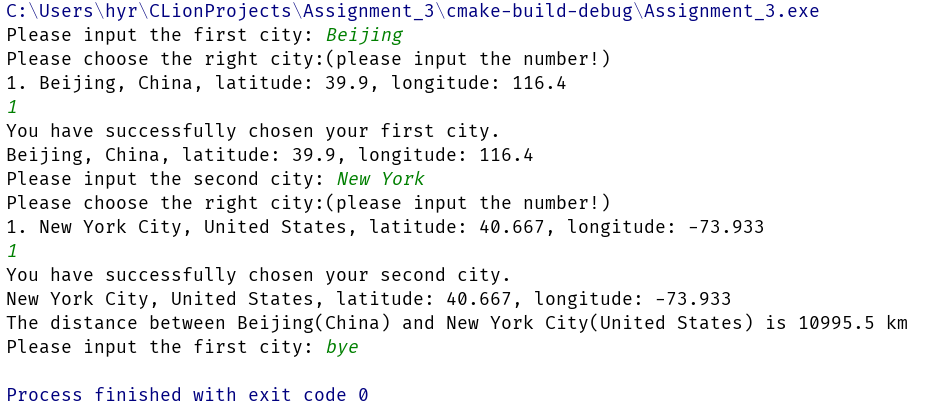 C:\Users\hyr\CLionProjects\Assignment_3\cmake-build-debug\Assignment_3.exe
Please input the first city: Beijing
Please choose the right city:(please input the number!)
1. Beijing, China, latitude: 39.9, longitude: 116.4
1
You have successfully chosen your first city.
Beijing, China, latitude: 39.9, longitude: 116.4
Please input the second city: New York
Please choose the right city:(please input the number!)
1. New York City, United States, latitude: 40.667, longitude: -73.933
1
You have successfully chosen your second city.
New York City, United States, latitude: 40.667, longitude: -73.933
The distance between Beijing(China) and New York City(United States) is 10995.5 km
Please input the first city: bye
Process finished with exit code 0